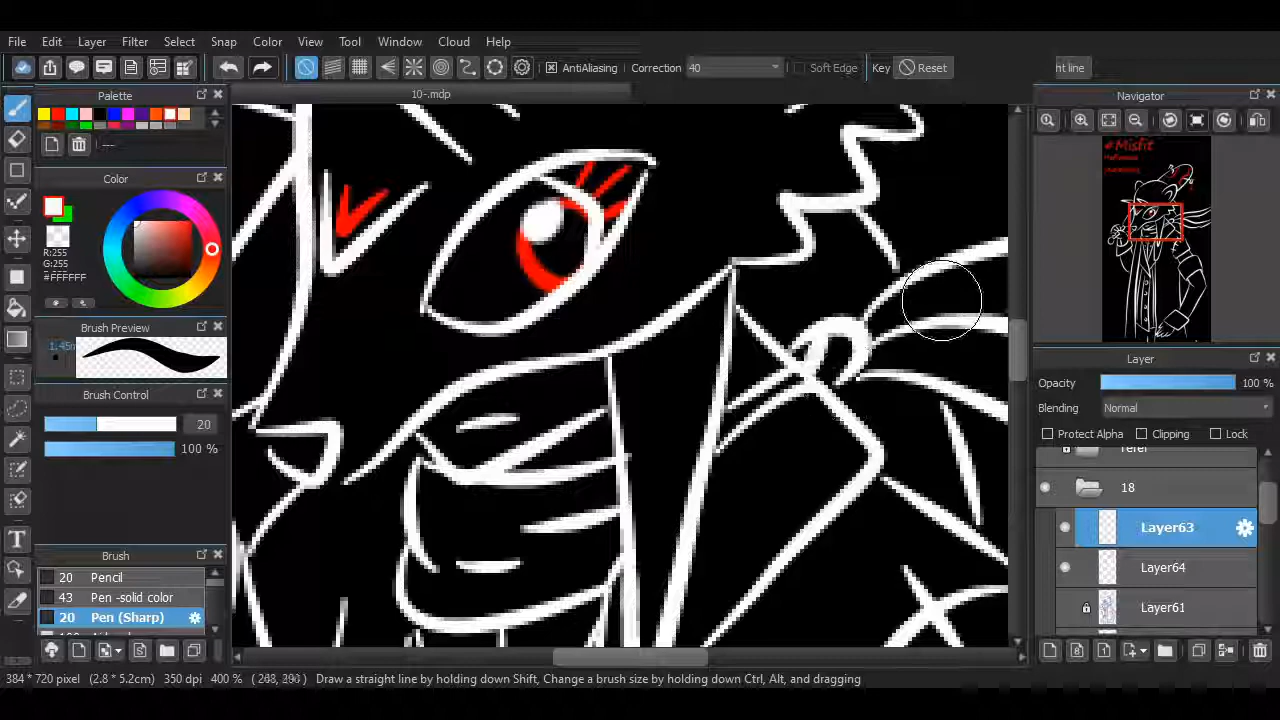 File Edit Layer Filter Select Snap Color View Tool Window Cloud Help
AntiAliasing Correction 40 Soft Edge Key Reset ht line
Palette
10-.mdp
Navigator
#Misfit
Color
R:255
G:255
B:255
#FFFFFF
Brush Preview
Brush Control
20
100 %
Brush
20 Pencil
43 Pen -solid color
20 Pen (Sharp)
Layer
Opacity 100 %
Blending Normal
Protect Alpha Clipping Lock
18
Layer63
Layer64
Layer61
T
384 * 720 pixel (2.8 * 5.2cm) 350 dpi 400 % Draw a straight line by holding down Shift, Change a brush size by holding down Ctrl, Alt, and dragging